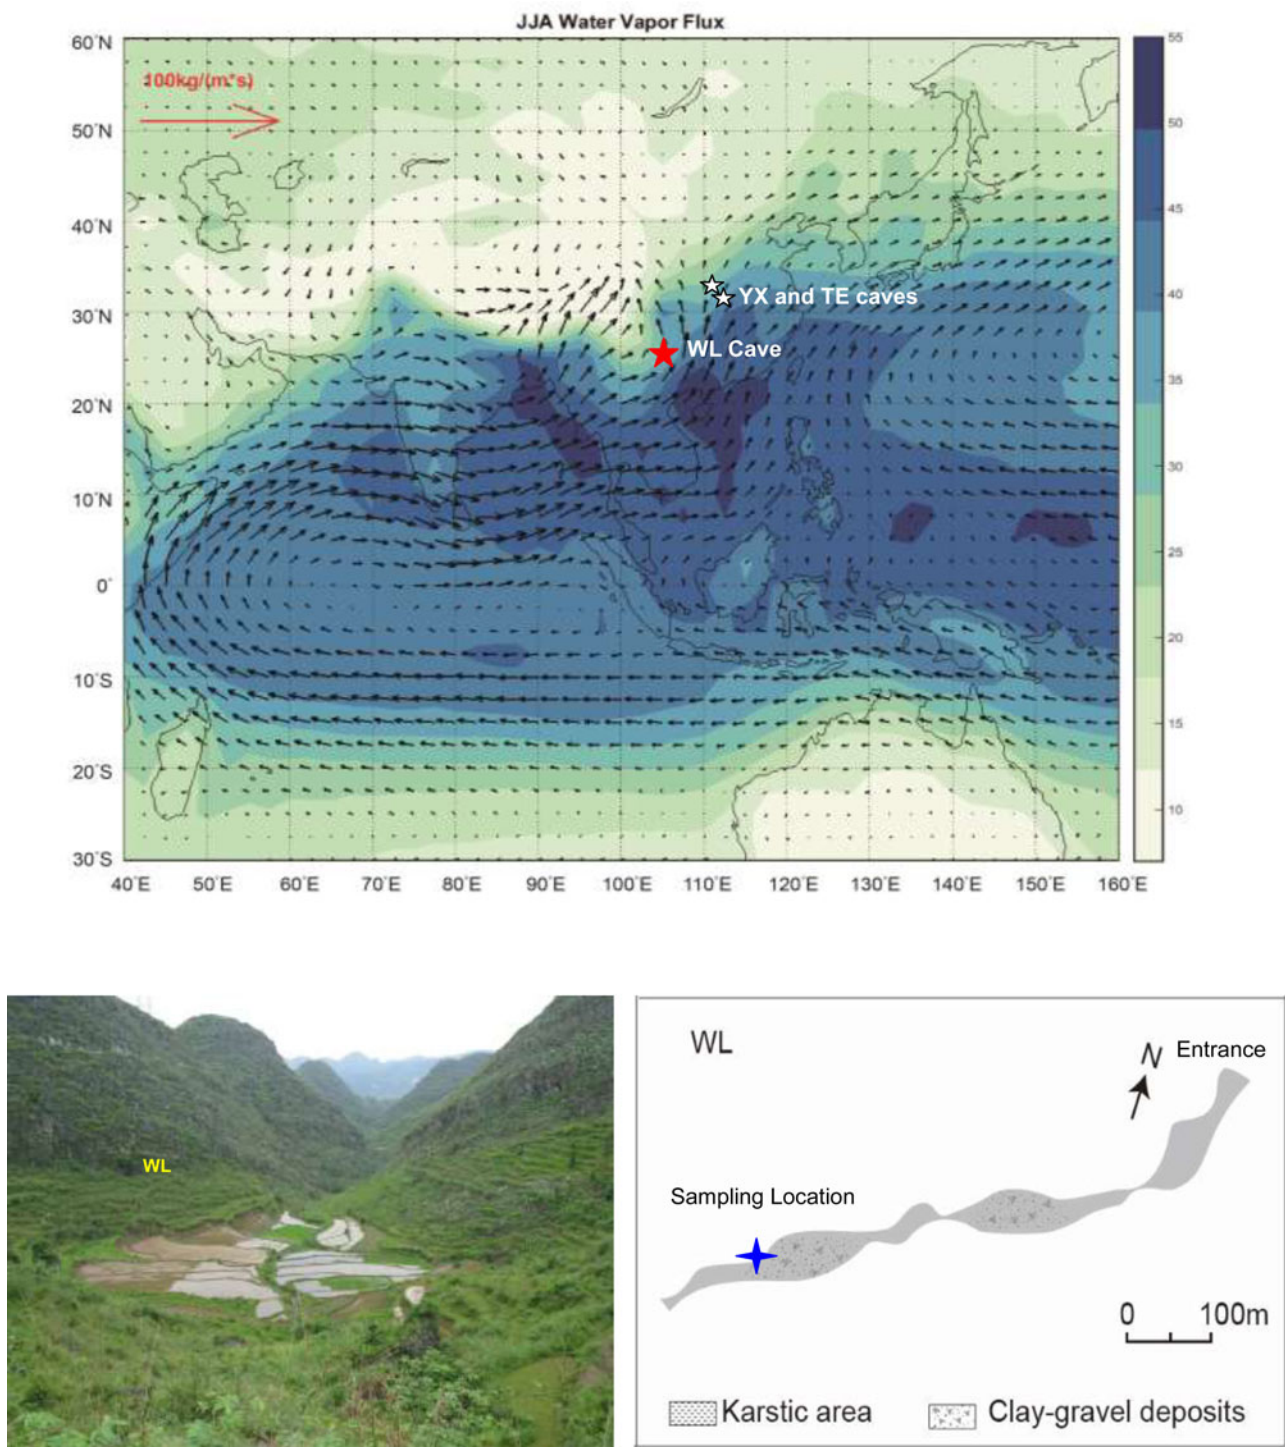 JJA Water Vapor Flux
100kg/(m*s)
60°N
50°N
40°N
30°N
20°N
10°N
0°
10°S
20°S
30°S
40°E
50°E
60°E
70°E
80°E
90°E
100°E
110°E
120°E
130°E
140°E
150°E
160°E
55
50
45
40
35
30
25
20
15
10
YX and TE caves
WL Cave
WL
WL
N
Entrance
Sampling Location
0 100m
Karstic area
Clay-gravel deposits